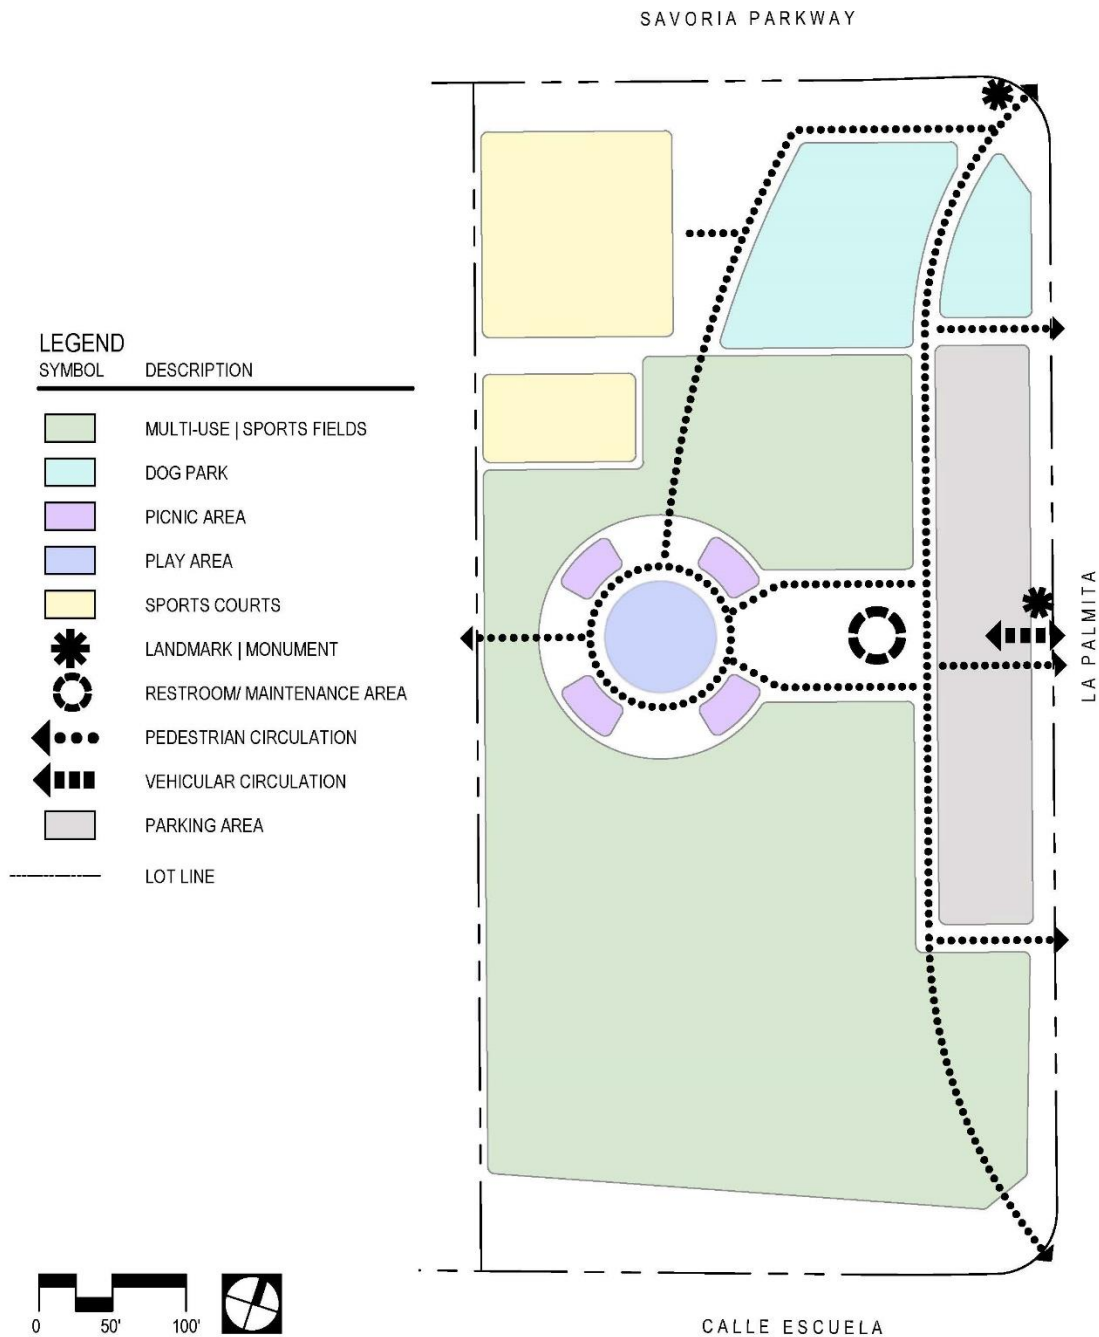 SAVORIA PARKWAY
LEGEND
SYMBOL DESCRIPTION
MULTI-USE | SPORTS FIELDS
DOG PARK
PICNIC AREA
PLAY AREA
SPORTS COURTS
LANDMARK | MONUMENT
RESTROOM/ MAINTENANCE AREA
PEDESTRIAN CIRCULATION
VEHICULAR CIRCULATION
PARKING AREA
LOT LINE
LA PALMITA
0 50' 100'
CALLE ESCUELA